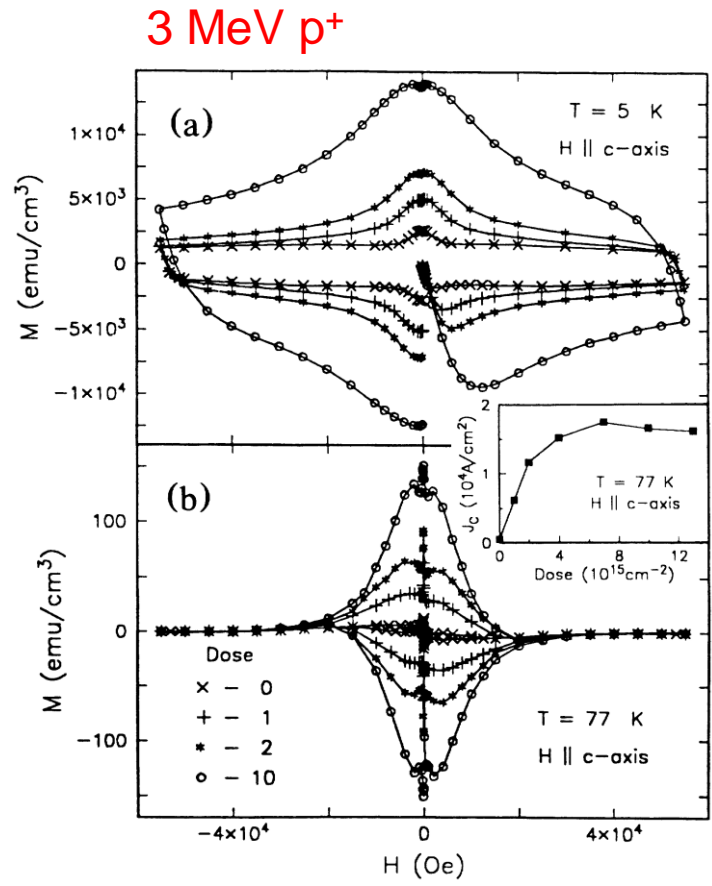 3 MeV p⁺
(a)
T = 5 K
H ∥ c-axis
1×10⁴
5×10³
0
−5×10³
−1×10⁴
M (emu/cm³)
2
1
0
J_C (10⁴A/cm²)
T = 77 K
H ∥ c-axis
0 4 8 12
Dose (10¹⁵cm⁻²)
(b)
100
0
−100
M (emu/cm³)
Dose
× – 0
+ – 1
* – 2
o – 10
T = 77 K
H ∥ c-axis
−4×10⁴ 0 4×10⁴
H (Oe)